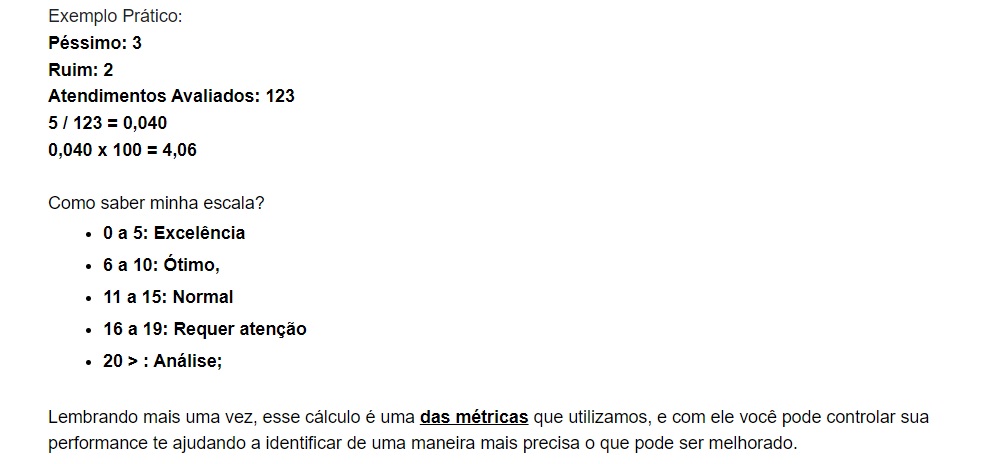 Exemplo Prático:
Péssimo: 3
Ruim: 2
Atendimentos Avaliados: 123
5 / 123 = 0,040
0,040 x 100 = 4,06
Como saber minha escala?
• 0 a 5: Excelência
• 6 a 10: Ótimo,
• 11 a 15: Normal
• 16 a 19: Requer atenção
• 20 > : Análise;
Lembrando mais uma vez, esse cálculo é uma das métricas que utilizamos, e com ele você pode controlar sua
performance te ajudando a identificar de uma maneira mais precisa o que pode ser melhorado.